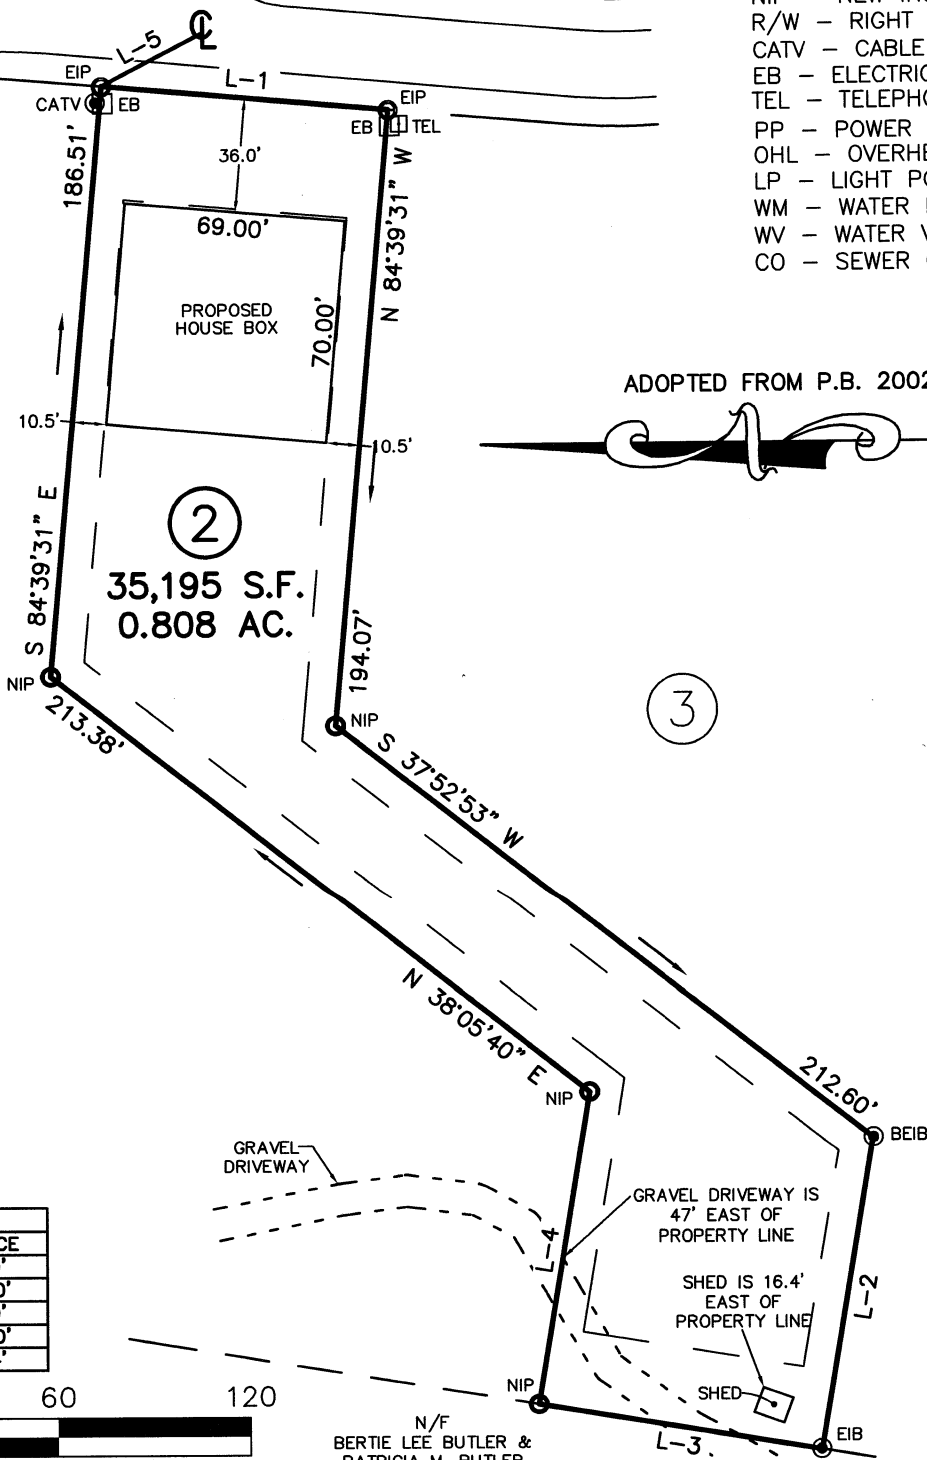 R/W – RIGHT
CATV – CABLE
EB – ELECTRIC
TEL – TELEPHO
PP – POWER
OHL – OVERHE
LP – LIGHT PO
WM – WATER
WV – WATER V
CO – SEWER
CL
L-5
EIP
L-1
EIP
CATV
EB
EB
TEL
186.51'
36.0'
N 84°39'31" W
69.00'
PROPOSED
HOUSE BOX
70.00'
ADOPTED FROM P.B. 2002
10.5'
10.5'
S 84°39'31" E
2
35,195 S.F.
0.808 AC.
194.07'
NIP
NIP
3
213.38'
S 37°52'53" W
N 38°05'40" E
212.60'
NIP
BEIB
GRAVEL
DRIVEWAY
GRAVEL DRIVEWAY IS
47' EAST OF
PROPERTY LINE
L-4
L-2
SHED IS 16.4'
EAST OF
PROPERTY LINE
CE
60
120
NIP
SHED
EIB
L-3
N/F
BERTIE LEE BUTLER &
PATRICIA M. BUTLER